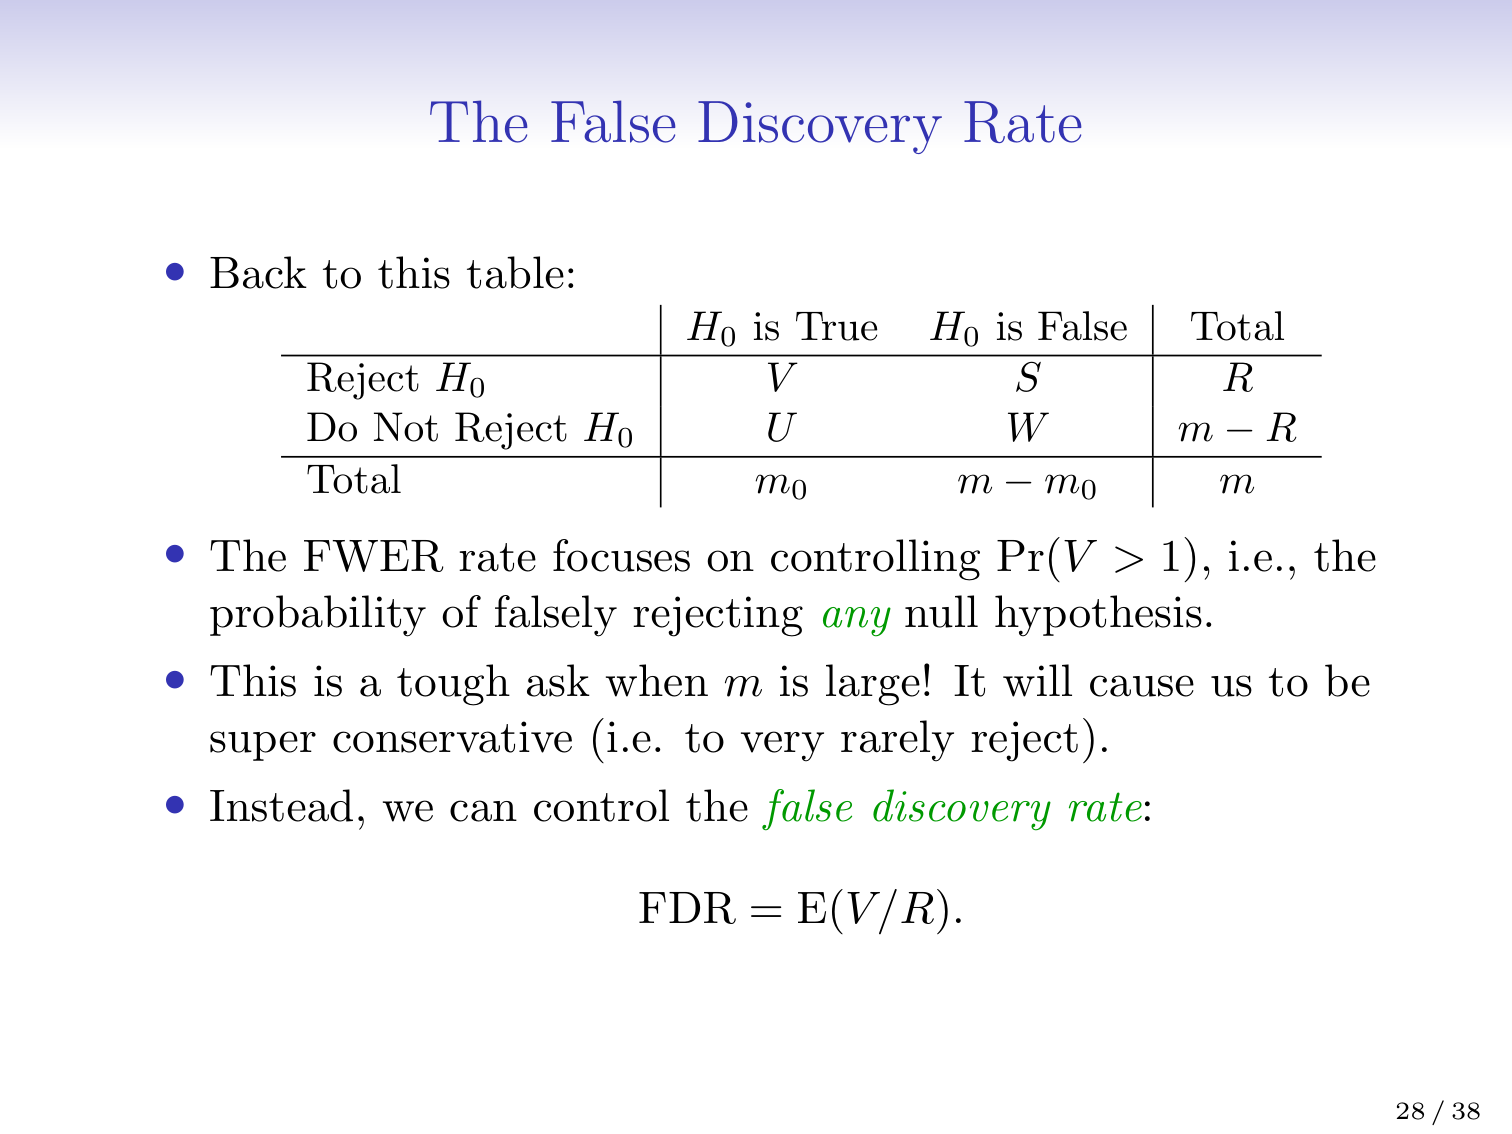 The False Discovery Rate
• Back to this table:
H₀ is True H₀ is False Total
Reject H₀ V S R
Do Not Reject H₀ U W m − R
Total m₀ m − m₀ m
• The FWER rate focuses on controlling Pr(V > 1), i.e., the
probability of falsely rejecting any null hypothesis.
• This is a tough ask when m is large! It will cause us to be
super conservative (i.e. to very rarely reject).
• Instead, we can control the false discovery rate:
FDR = E(V/R).
28 / 38